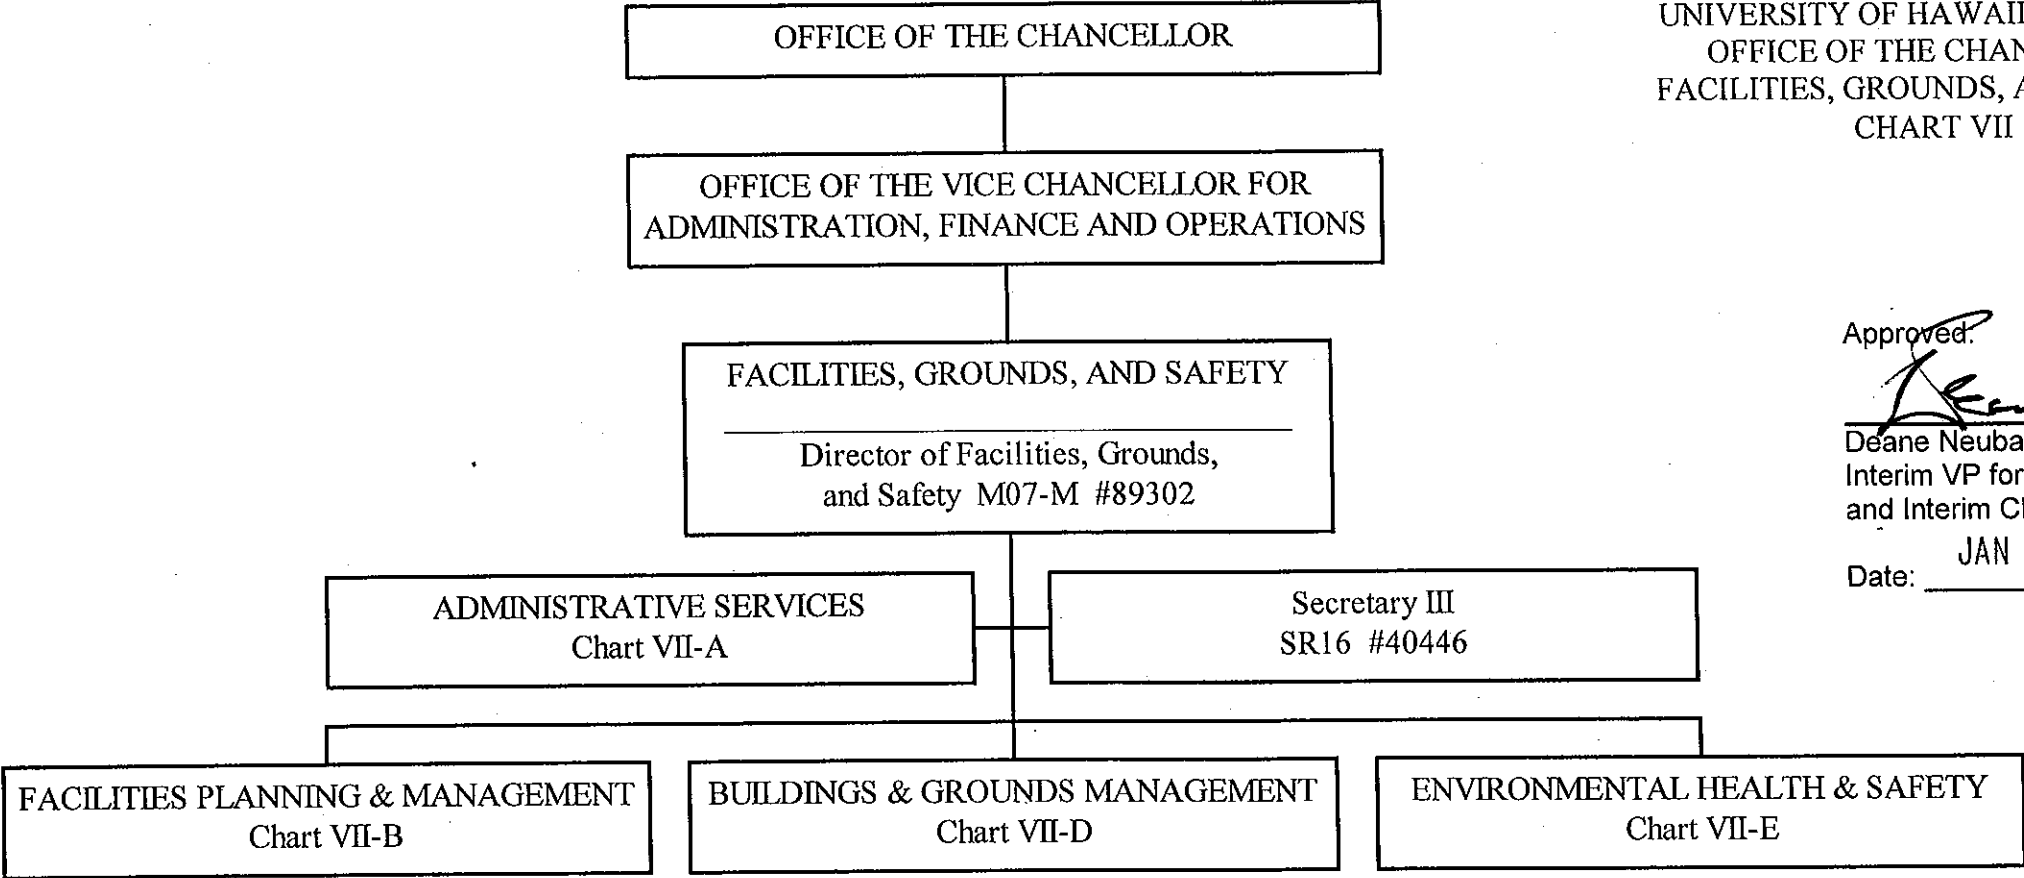 OFFICE OF THE CHANCELLOR
UNIVERSITY OF HAWAII
OFFICE OF THE
FACILITIES, GROUNDS,
CHART VII
OFFICE OF THE VICE CHANCELLOR FOR
ADMINISTRATION, FINANCE AND OPERATIONS
Approved:
Deane
Interim VP for
and Interim
JAN
Date:
FACILITIES, GROUNDS, AND SAFETY
Director of Facilities, Grounds,
and Safety M07-M #89302
ADMINISTRATIVE SERVICES
Chart VII-A
Secretary III
SR16 #40446
FACILITIES PLANNING & MANAGEMENT
Chart VII-B
BUILDINGS & GROUNDS MANAGEMENT
Chart VII-D
ENVIRONMENTAL HEALTH & SAFETY
Chart VII-E